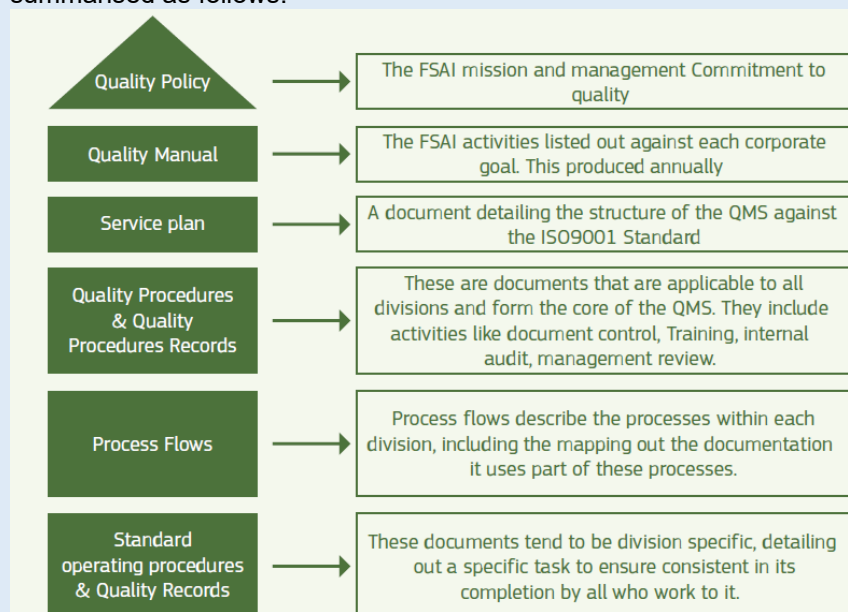 summarised as follows:
Quality Policy
The FSAI mission and management Commitment to
quality
Quality Manual
The FSAI activities listed out against each corporate
goal. This produced annually
Service plan
A document detailing the structure of the QMS against
the ISO9001 Standard
Quality Procedures
& Quality
Procedures Records
These are documents that are applicable to all
divisions and form the core of the QMS. They include
activities like document control, Training, internal
audit, management review.
Process Flows
Process flows describe the processes within each
division, including the mapping out the documentation
it uses part of these processes.
Standard
operating procedures
& Quality Records
These documents tend to be division specific, detailing
out a specific task to ensure consistent in its
completion by all who work to it.